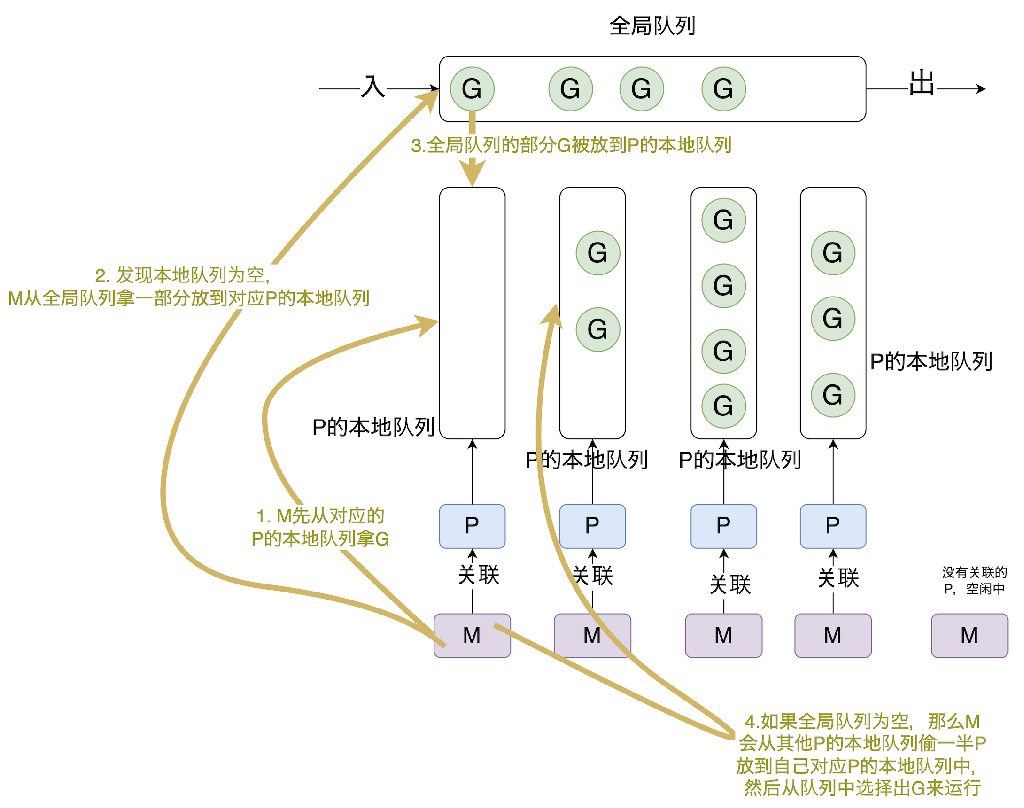 全局队列
入
G
G
G
G
出
3.全局队列的部分G被放到P的本地队列
2. 发现本地队列为空，
M从全局队列拿一部分放到对应P的本地队列
G
G
G
G
G
G
G
G
G
P的本地队列
P的本地队列
P的本地队列
P的本地队列
1. M先从对应的
P的本地队列拿G
P
P
P
P
关联
关联
关联
关联
没有关联的
P，空闲中
M
M
M
M
M
4.如果全局队列为空，那么M
会从其他P的本地队列偷一半P
放到自己对应P的本地队列中，
然后从队列中选择出G来运行